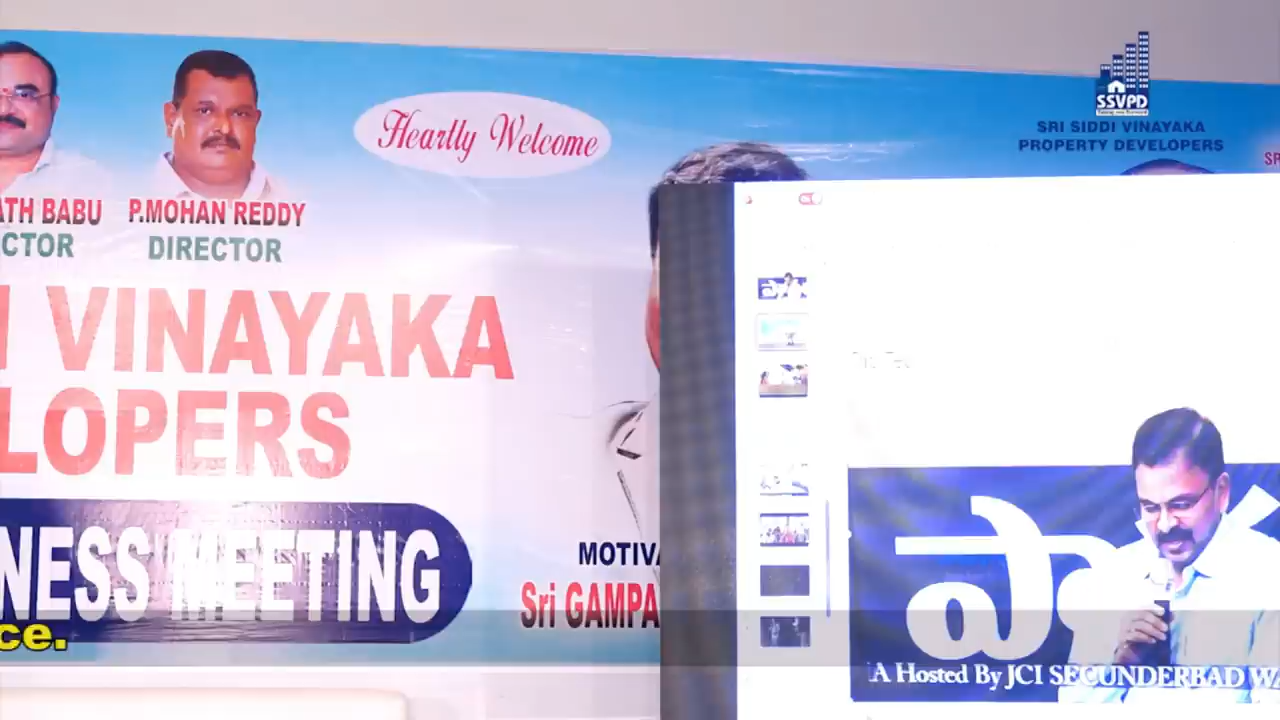 Heartly Welcome
SSVPD
SRI SIDDI VINAYAKA
PROPERTY DEVELOPERS
ATH BABU
CTOR
P.MOHAN REDDY
DIRECTOR
VINAYAKA
LOPERS
NESS MEETING
MOTIVA
Sri GAMPA
ce.
పా
A Hosted By JCI SECUNDERBAD WA